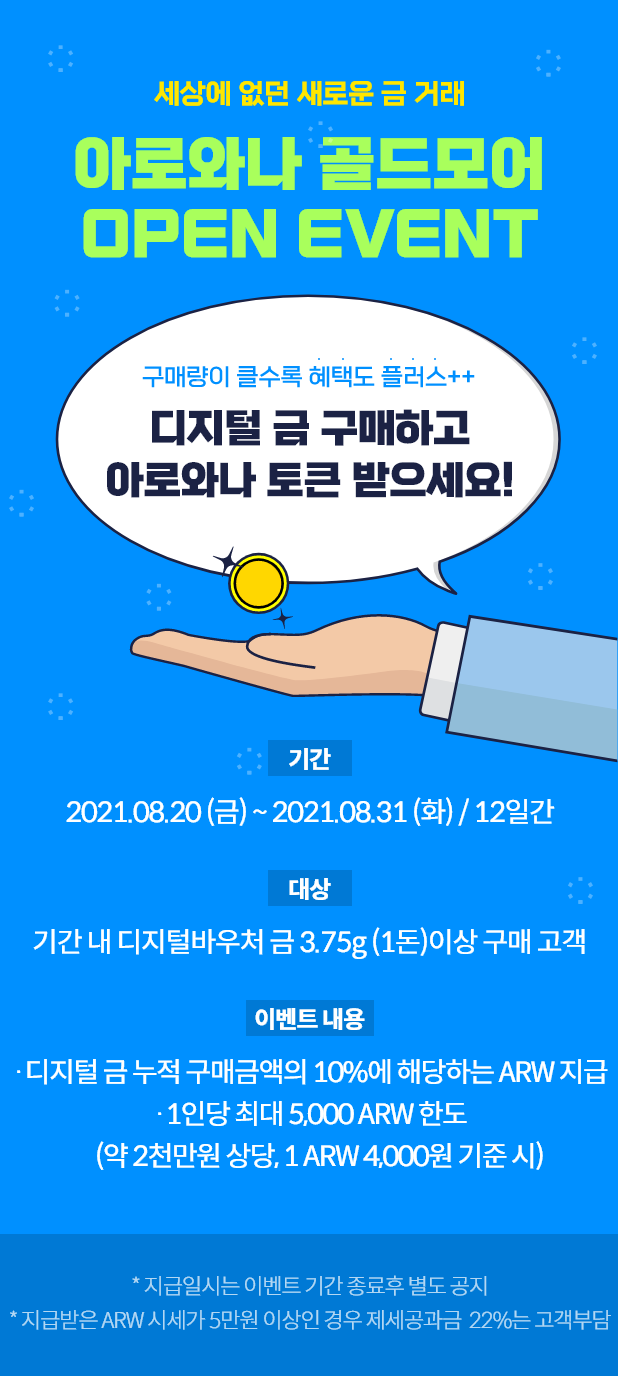 세상에 없던 새로운 금 거래
아로와나 골드모어
OPEN EVENT
구매량이 클수록 혜택도 플러스++
디지털 금 구매하고
아로와나 토큰 받으세요!
기간
2021.08.20 (금) ~ 2021.08.31 (화) / 12일간
대상
기간 내 디지털바우처 금 3.75g (1돈)이상 구매 고객
이벤트 내용
· 디지털 금 누적 구매금액의 10%에 해당하는 ARW 지급
· 1인당 최대 5,000 ARW 한도
(약 2천만원 상당, 1 ARW 4,000원 기준 시)
* 지급일시는 이벤트 기간 종료후 별도 공지
* 지급받은 ARW 시세가 5만원 이상인 경우 제세공과금 22%는 고객부담